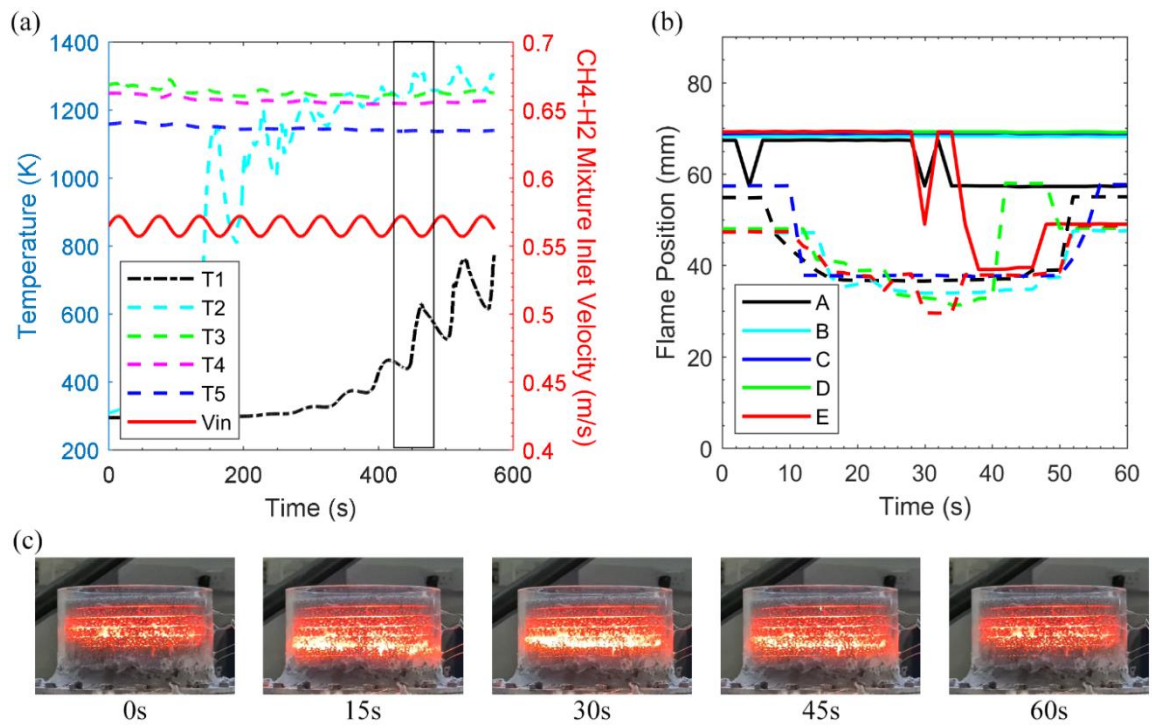 (a)
1400
1200
1000
800
600
400
200
Temperature (K)
T1
T2
T3
T4
T5
Vin
0
200
400
600
Time (s)
0.7
0.65
0.6
0.55
0.5
0.45
0.4
CH4-H2 Mixture Inlet Velocity (m/s)
(b)
80
60
40
20
0
Flame Position (mm)
A
B
C
D
E
0
10
20
30
40
50
60
Time (s)
(c)
0s
15s
30s
45s
60s